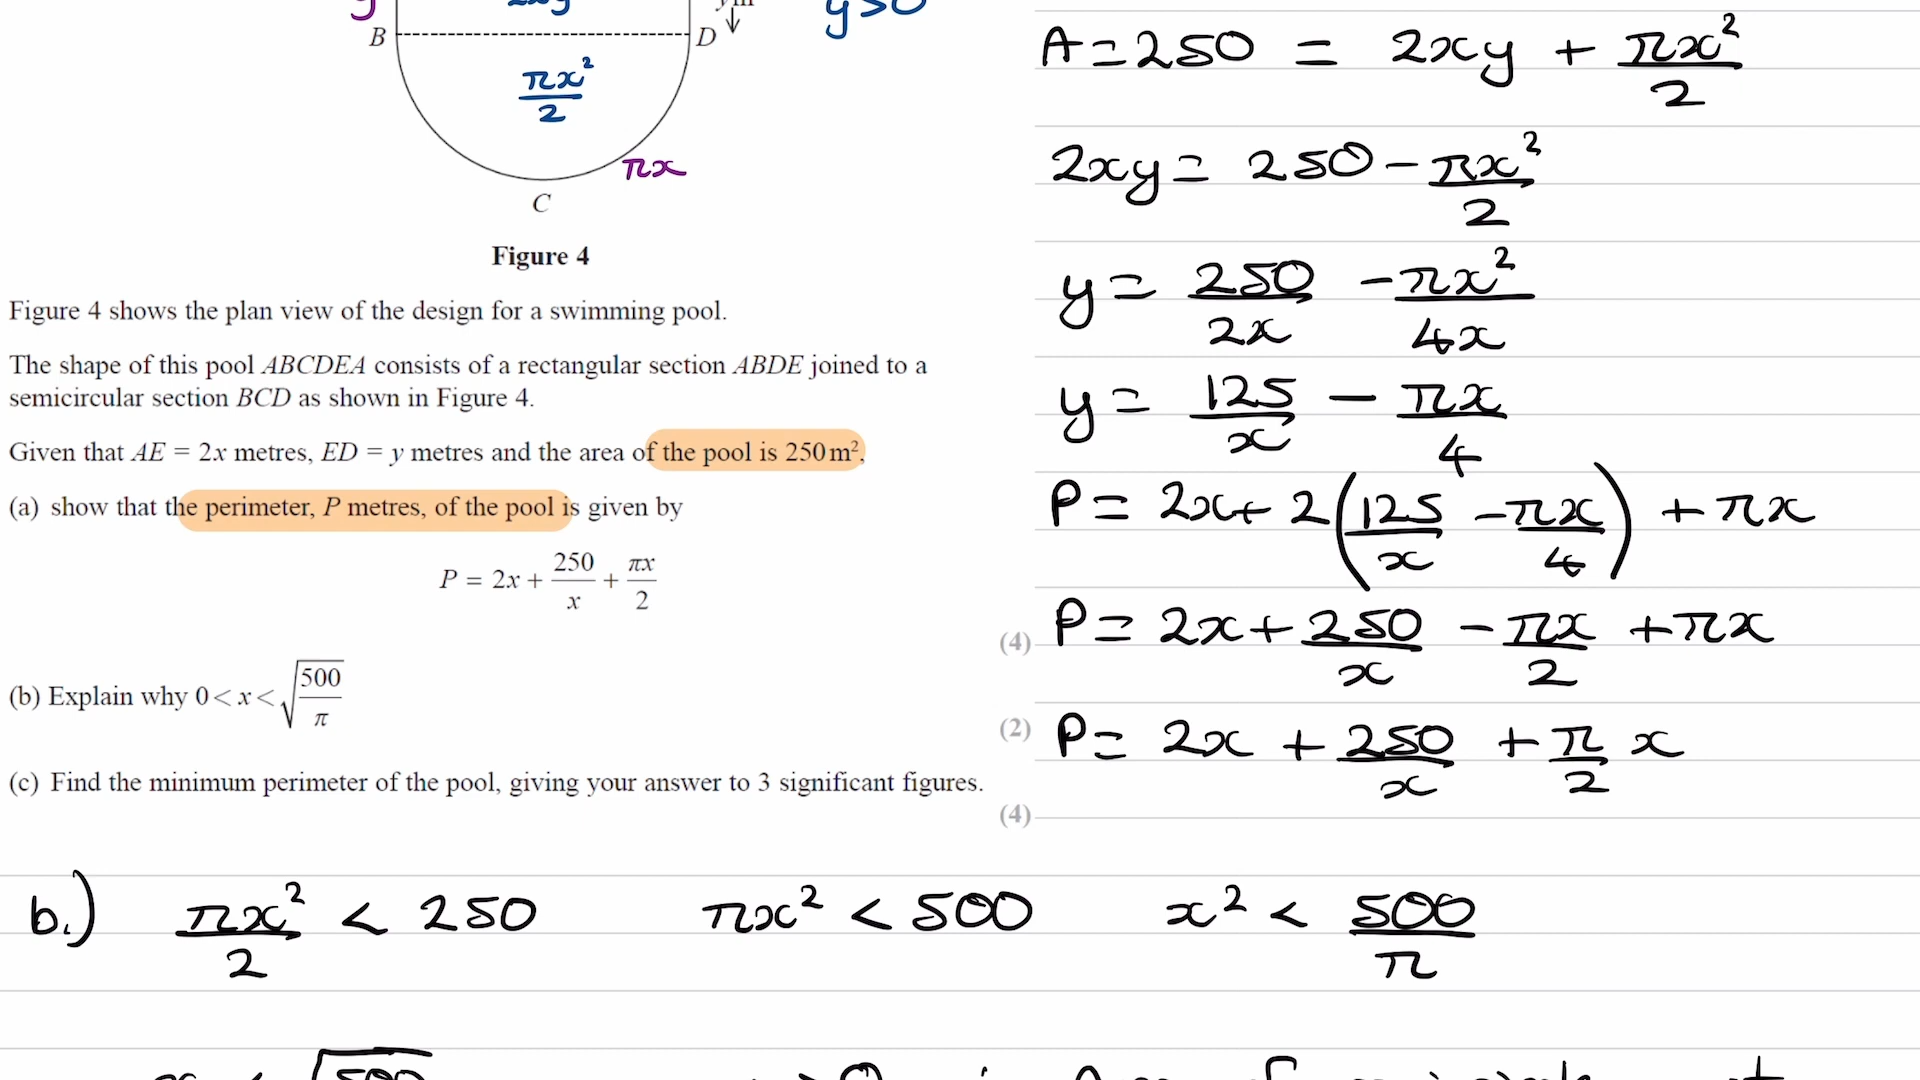 y
2xy
ym
y>0
B
D
πx²/2
πx
C
Figure 4
Figure 4 shows the plan view of the design for a swimming pool.
The shape of this pool ABCDEA consists of a rectangular section ABDE joined to a
semicircular section BCD as shown in Figure 4.
Given that AE = 2x metres, ED = y metres and the area of the pool is 250 m²,
(a) show that the perimeter, P metres, of the pool is given by
P = 2x + 250/x + πx/2
(4)
(b) Explain why 0 < x < √(500/π)
(2)
(c) Find the minimum perimeter of the pool, giving your answer to 3 significant figures.
(4)
A = 250 = 2xy + πx²/2
2xy = 250 - πx²/2
y = 250/2x - πx²/4x
y = 125/x - πx/4
P = 2x + 2(125/x - πx/4) + πx
P = 2x + 250/x - πx/2 + πx
P = 2x + 250/x + π/2 x
b.) πx²/2 < 250 πx² < 500 x² < 500/π